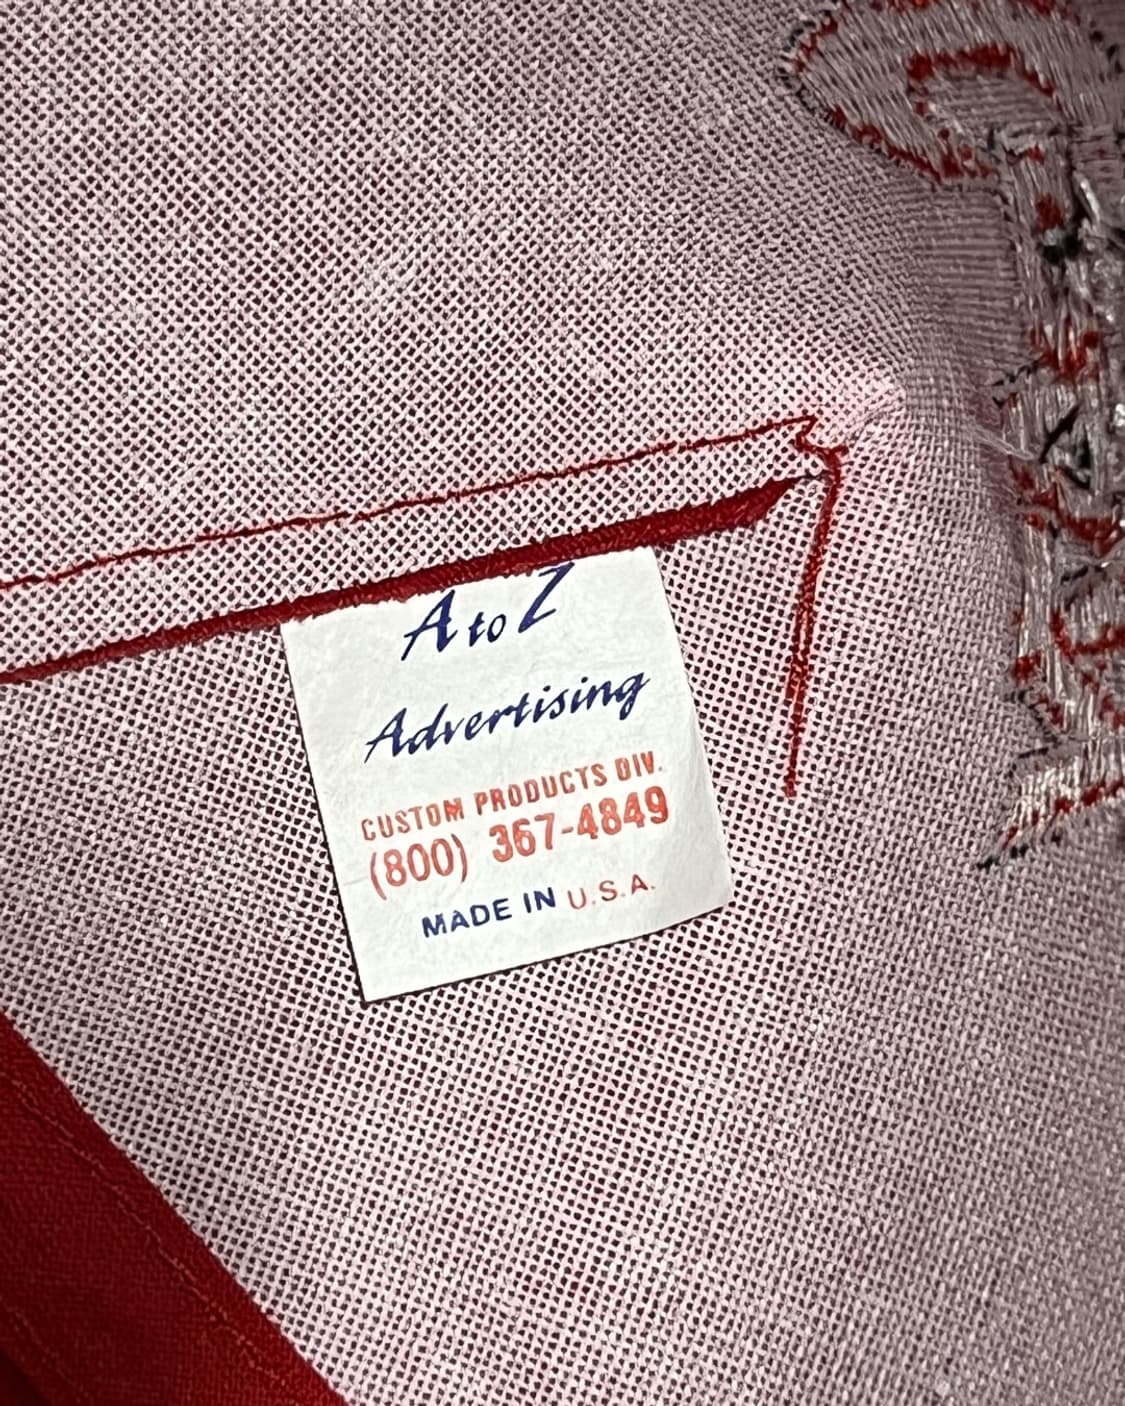 A to Z
Advertising
CUSTOM PRODUCTS DIV.
(800) 367-4849
MADE IN U.S.A.